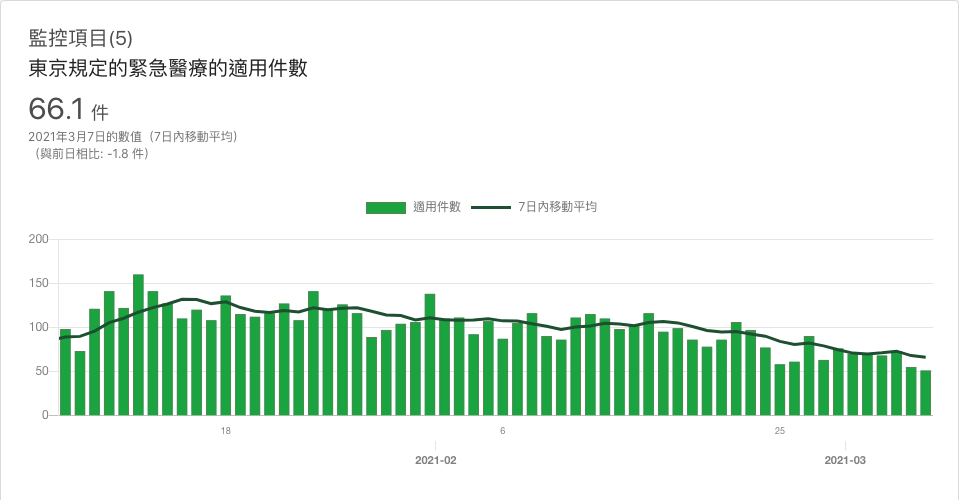 監控項目(5)
東京規定的緊急醫療的適用件數
66.1 件
2021年3月7日的數值（7日內移動平均）
（與前日相比: -1.8 件）
適用件數 7日內移動平均
200
150
100
50
0
18 6 25
2021-02 2021-03